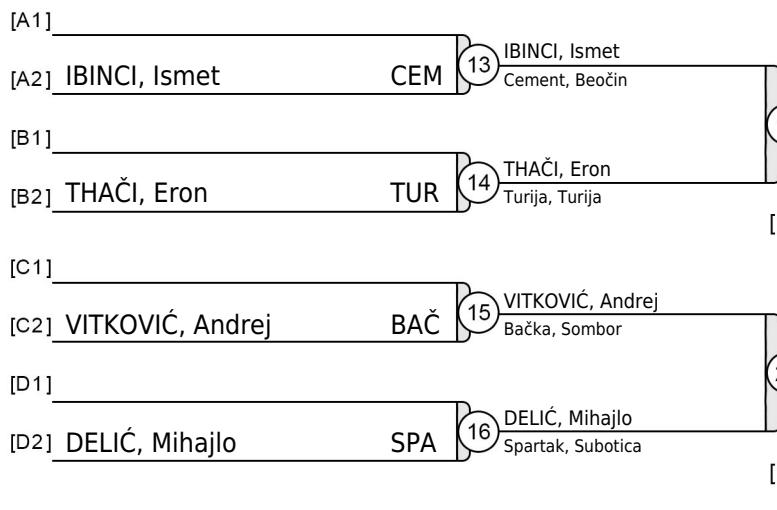 [A1]
[A2] IBINCI, Ismet CEM
13
IBINCI, Ismet
Cement, Beočin
[B1]
[B2] THAČI, Eron TUR
14
THAČI, Eron
Turija, Turija
[C1]
[C2] VITKOVIĆ, Andrej BAČ
15
VITKOVIĆ, Andrej
Bačka, Sombor
[D1]
[D2] DELIĆ, Mihajlo SPA
16
DELIĆ, Mihajlo
Spartak, Subotica